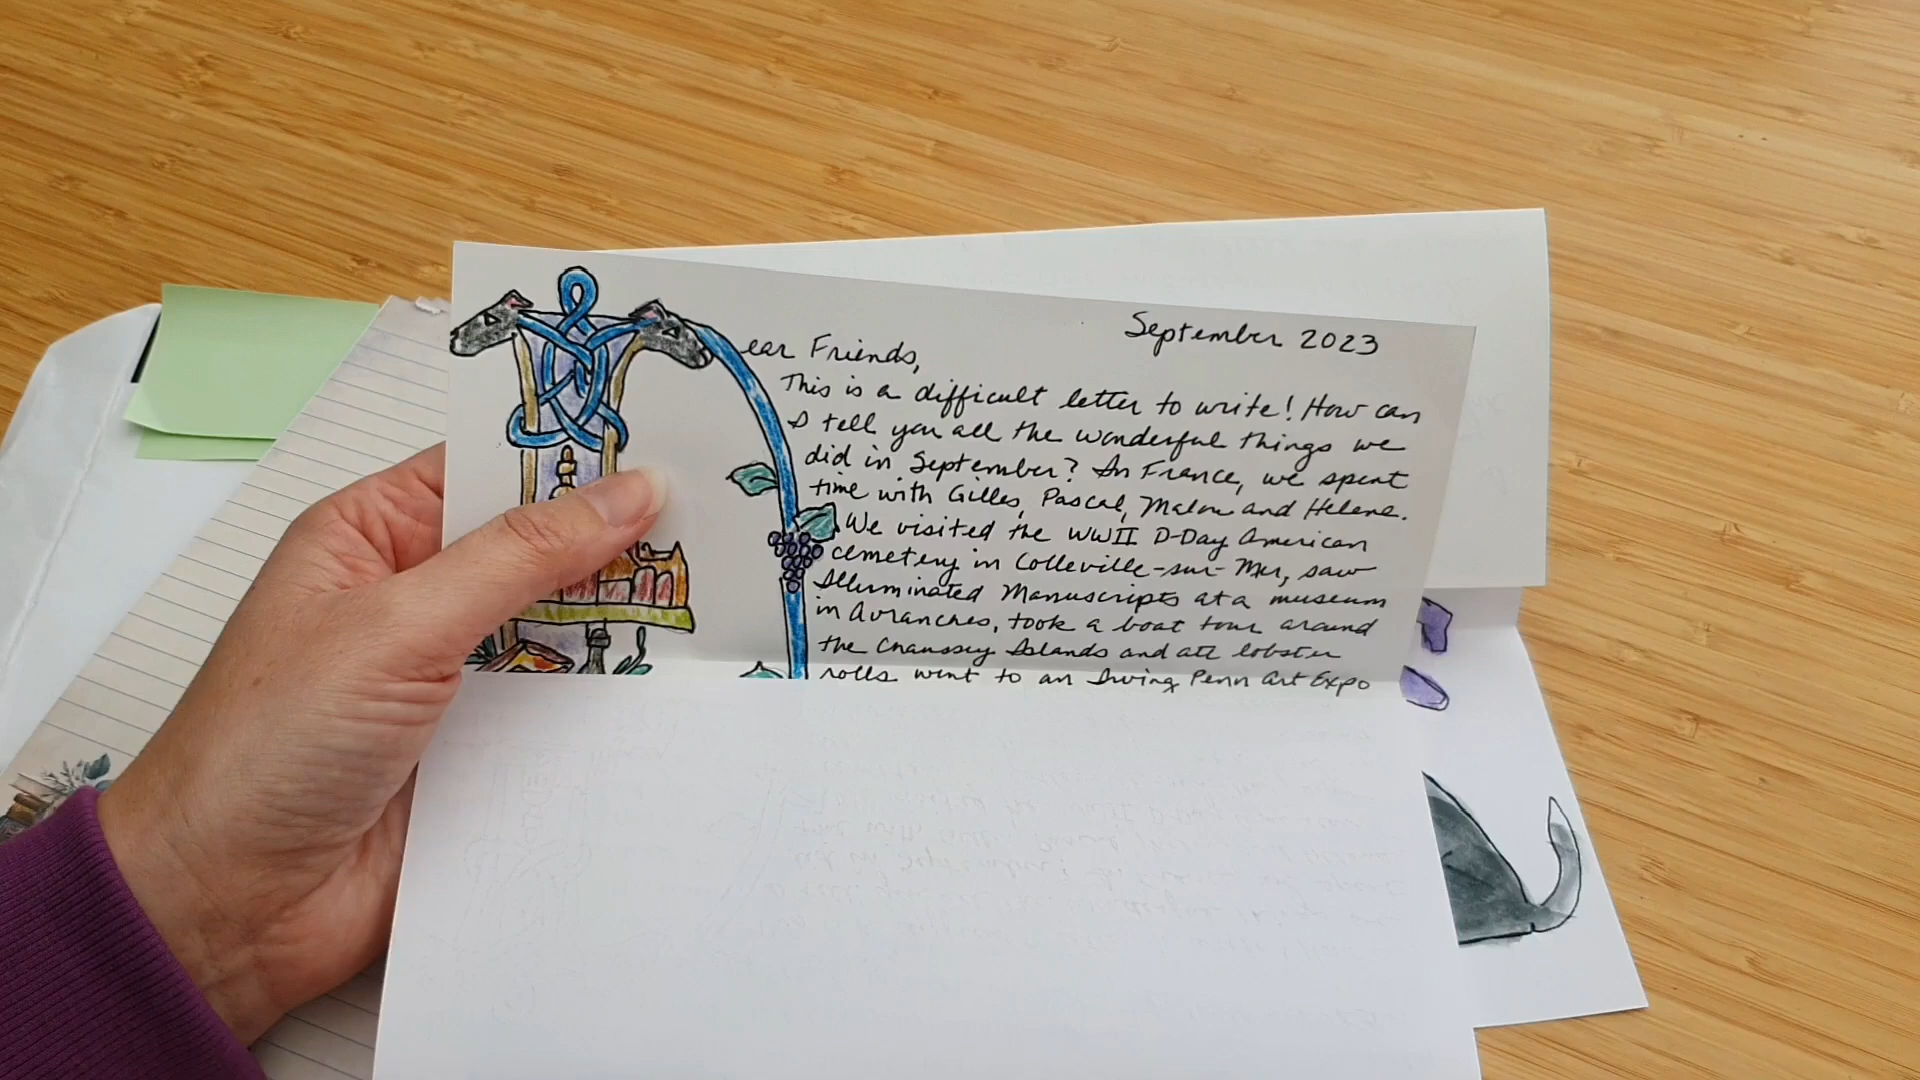 September 2023
ear Friends,
This is a difficult letter to write! How can
I tell you all the wonderful things we
did in September? In France, we spent
time with Gilles, Pascal, Malou and Helene.
We visited the WWII D-Day American
cemetery in Colleville-sur-Mer, saw
Illuminated Manuscripts at a museum
in Avranches, took a boat tour around
the Chaussey Islands and ate lobster
rolls went to an Irving Penn Art Expo